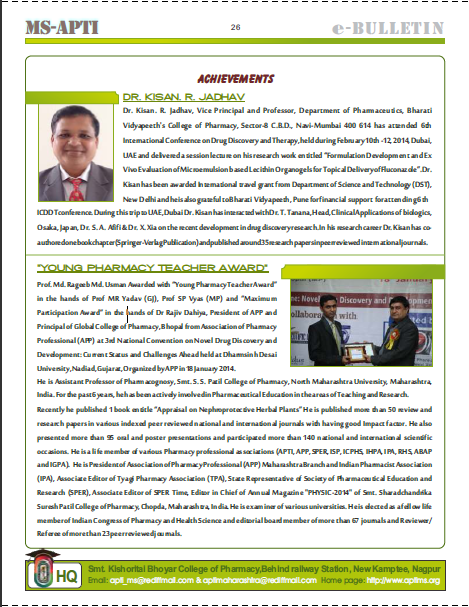 MS-APTI
26
e-BULLETIN
ACHIEVEMENTS
DR. KISAN. R. JADHAV
Dr. Kisan. R. Jadhav, Vice Principal and Professor, Department of Pharmaceutics, Bharati
Vidyapeeth's College of Pharmacy, Sector-8 C.B.D., Navi-Mumbai 400 614 has attended 6th
International Conference on Drug Discovery and Therapy, held during February 10th -12, 2014, Dubai,
UAE and delivered a session lecture on his research work entitled "Formulation Development and Ex
Vivo Evaluation of Microemulsion based Lecithin Organogels for Topical Delivery of Fluconazole". Dr.
Kisan has been awarded International travel grant from Department of Science and Technology (DST),
New Delhi and he is also grateful to Bharati Vidyapeeth, Pune for financial support for attending 6th
ICDDT conference. During this trip to UAE, Dubai Dr. Kisan has interacted with Dr. T. Tanana, Head, Clinical Applications of biologics,
Osaka, Japan, Dr. S. A. Afifi & Dr. X. Xia on the recent development in drug discovery research. In his research career Dr. Kisan has co-
authored one book chapter (Springer-Verlag Publication) and published around 35 research papers in peer reviewed international journals.
"YOUNG PHARMACY TEACHER AWARD"
Prof. Md. Rageeb Md. Usman Awarded with "Young Pharmacy Teacher Award"
in the hands of Prof MR Yadav (GJ), Prof SP Vyas (MP) and "Maximum
Participation Award" in the hands of Dr Rajiv Dahiya, President of APP and
Principal of Global College of Pharmacy, Bhopal from Association of Pharmacy
Professional (APP) at 3rd National Convention on Novel Drug Discovery and
Development: Current Status and Challenges Ahead held at Dharmsinh Desai
University, Nadiad, Gujarat, Organized by APP in 18 January 2014.
He is Assistant Professor of Pharmacognosy, Smt. S. S. Patil College of Pharmacy, North Maharashtra University, Maharashtra,
India. For the past 6 years, he has been actively involved in Pharmaceutical Education in the areas of Teaching and Research.
Recently he published 1 book entitle "Appraisal on Nephroprotective Herbal Plants" He is published more than 50 review and
research papers in various indexed peer reviewed national and international journals with having good Impact factor. He also
presented more than 95 oral and poster presentations and participated more than 140 national and international scientific
occasions. He is a life member of various Pharmacy professional associations (APTI, APP, SPER, ISP, ICPHS, IHPA, IPA, RHS, ABAP
and IGPA). He is President of Association of Pharmacy Professional (APP) Maharashtra Branch and Indian Pharmacist Association
(IPA), Associate Editor of Tyagi Pharmacy Association (TPA), State Representative of Society of Pharmaceutical Education and
Research (SPER), Associate Editor of SPER Time, Editor in Chief of Annual Magazine "PHYSIC-2014" of Smt. Sharadchandrika
Suresh Patil College of Pharmacy, Chopda, Maharashtra, India. He is examiner of various universities. He is elected as a fellow life
member of Indian Congress of Pharmacy and Health Science and editorial board member of more than 67 journals and Reviewer/
Referee of more than 23 peer reviewed journals.
HQ
Smt. Kishoritai Bhoyar College of Pharmacy, Behind railway Station, New Kamptee, Nagpur
Email: apti_ms@rediffmail.com & aptimaharashtra@rediffmail.com Home page: http://www.aptims.org